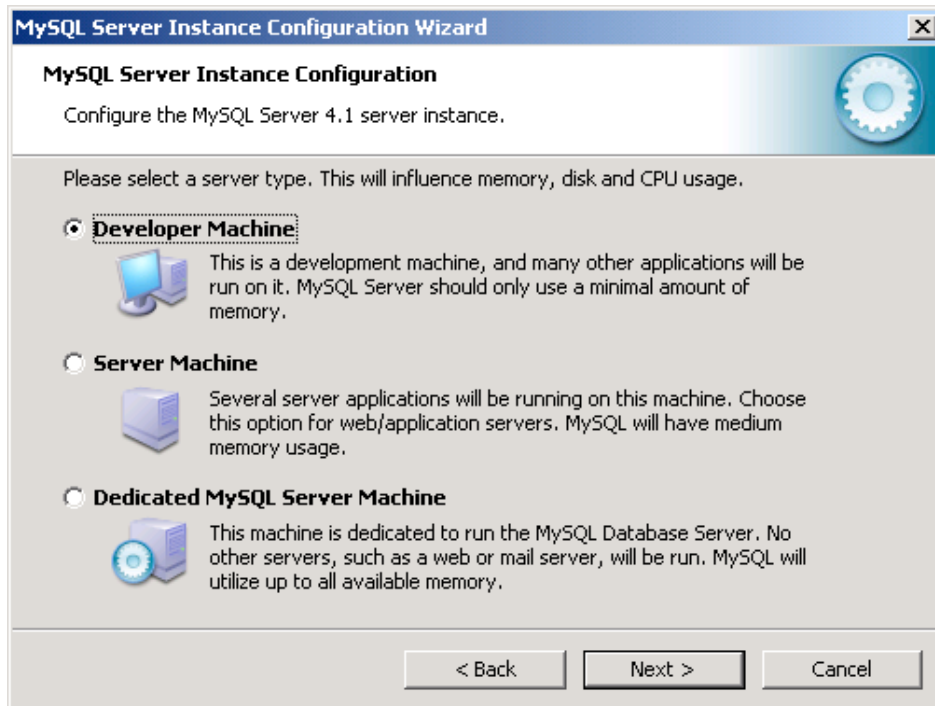 MySQL Server Instance Configuration Wizard
MySQL Server Instance Configuration
Configure the MySQL Server 4.1 server instance.
Please select a server type. This will influence memory, disk and CPU usage.
Developer Machine
This is a development machine, and many other applications will be
run on it. MySQL Server should only use a minimal amount of
memory.
Server Machine
Several server applications will be running on this machine. Choose
this option for web/application servers. MySQL will have medium
memory usage.
Dedicated MySQL Server Machine
This machine is dedicated to run the MySQL Database Server. No
other servers, such as a web or mail server, will be run. MySQL will
utilize up to all available memory.
< Back Next > Cancel